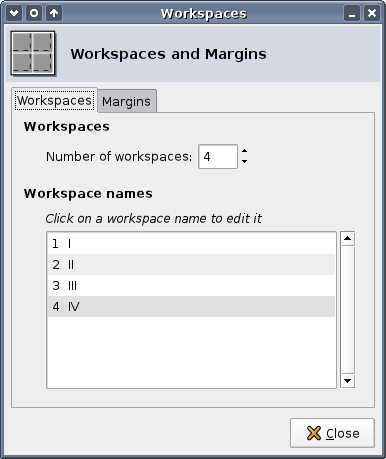 Workspaces
Workspaces and Margins
Workspaces Margins
Workspaces
Number of workspaces: 4
Workspace names
Click on a workspace name to edit it
1 I
2 II
3 III
4 IV
Close